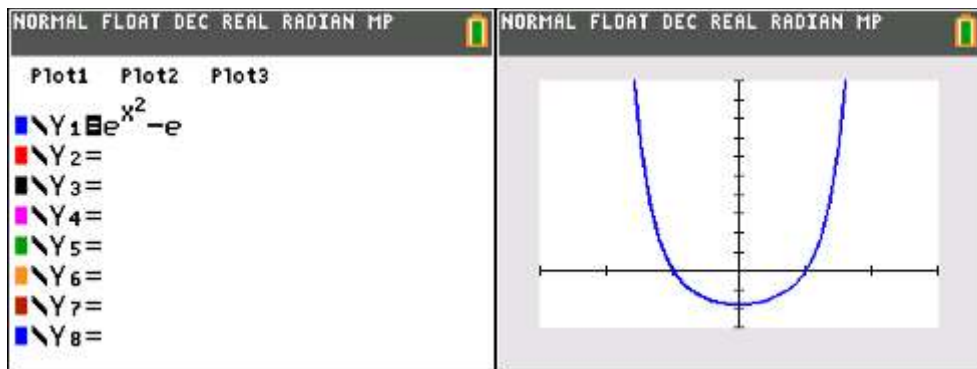 NORMAL FLOAT DEC REAL RADIAN MP
Plot1 Plot2 Plot3
\Y₁=e^x²-e
\Y₂=
\Y₃=
\Y₄=
\Y₅=
\Y₆=
\Y₇=
\Y₈=
NORMAL FLOAT DEC REAL RADIAN MP